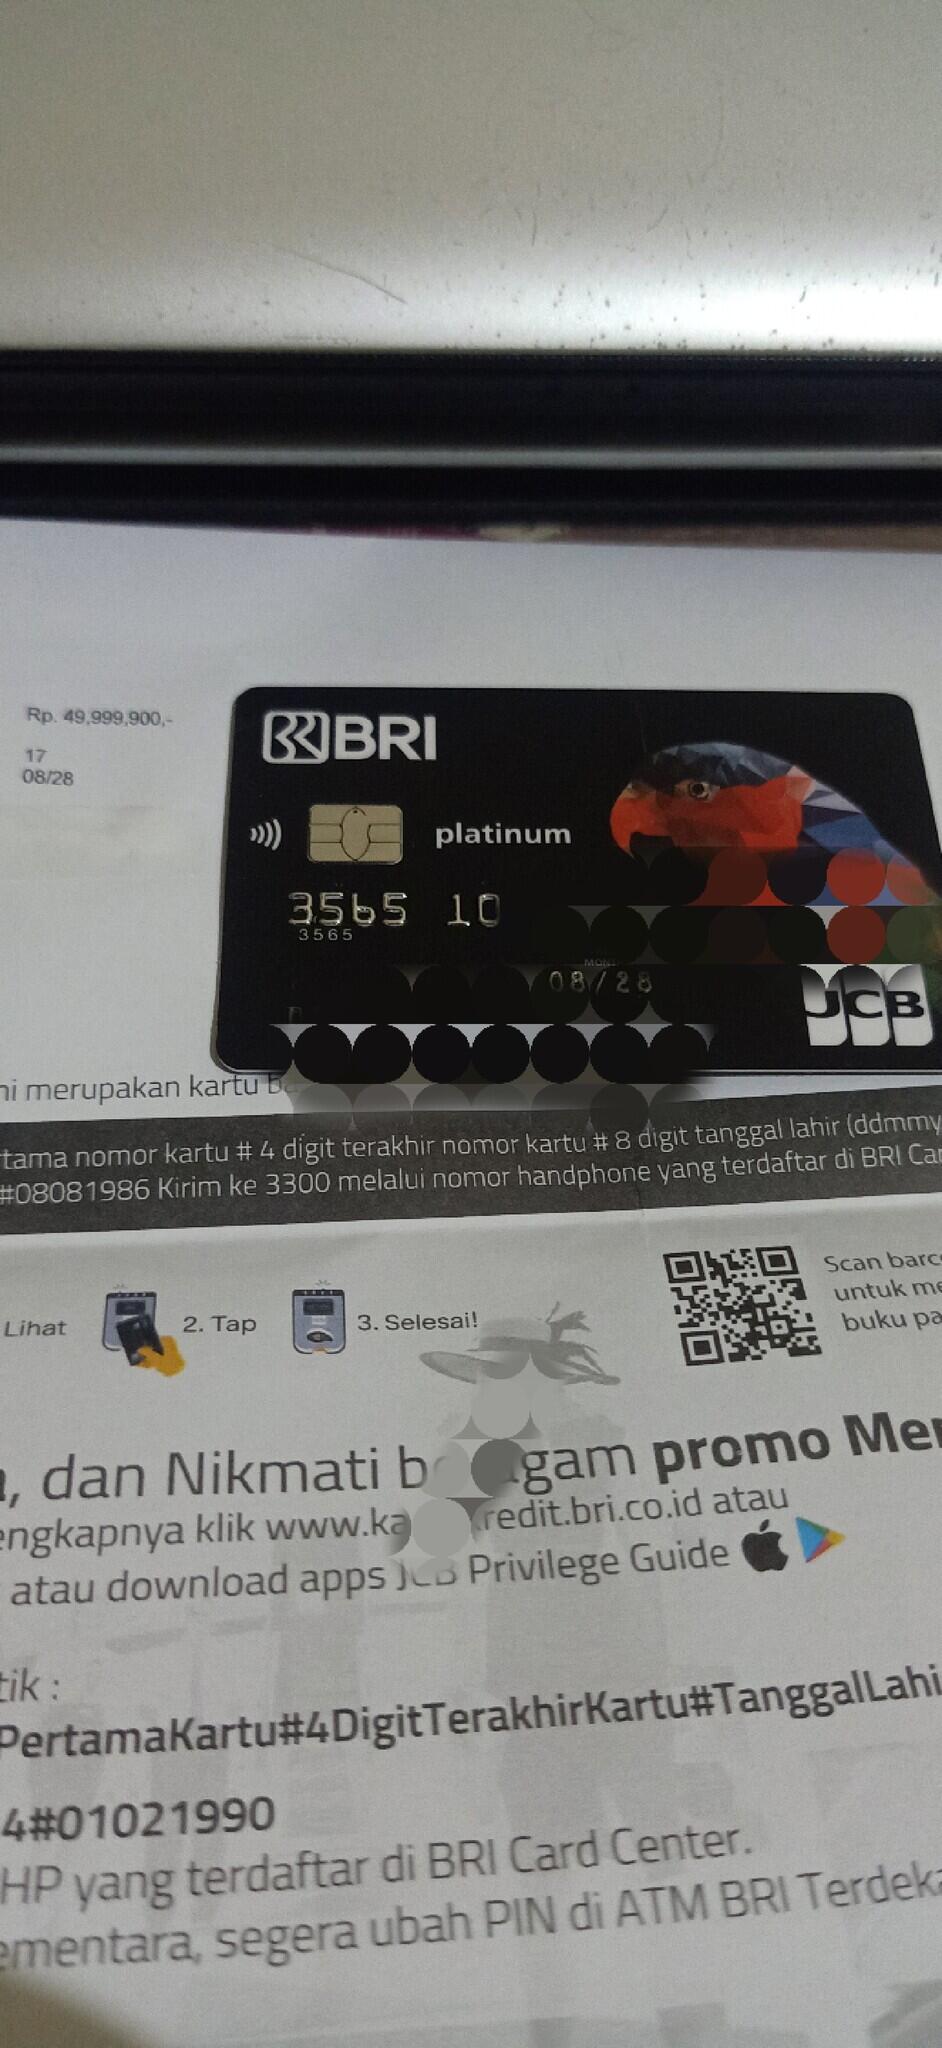 Rp. 49,999,900,-
17
08/28
BRI
platinum
3565 10
3565
08/28
JCB
ni merupakan kartu
tama nomor kartu # 4 digit terakhir nomor kartu # 8 digit tanggal lahir (ddmmy
#08081986 Kirim ke 3300 melalui nomor handphone yang terdaftar di BRI Car
Lihat
2. Tap
3. Selesai!
Scan barc
untuk me
buku pa
, dan Nikmati b gam promo Mer
engkapnya klik www.ka redit.bri.co.id atau
atau download apps JCB Privilege Guide
tik :
PertamaKartu#4DigitTerakhirKartu#TanggalLahi
4#01021990
HP yang terdaftar di BRI Card Center.
ementara, segera ubah PIN di ATM BRI Terdeka